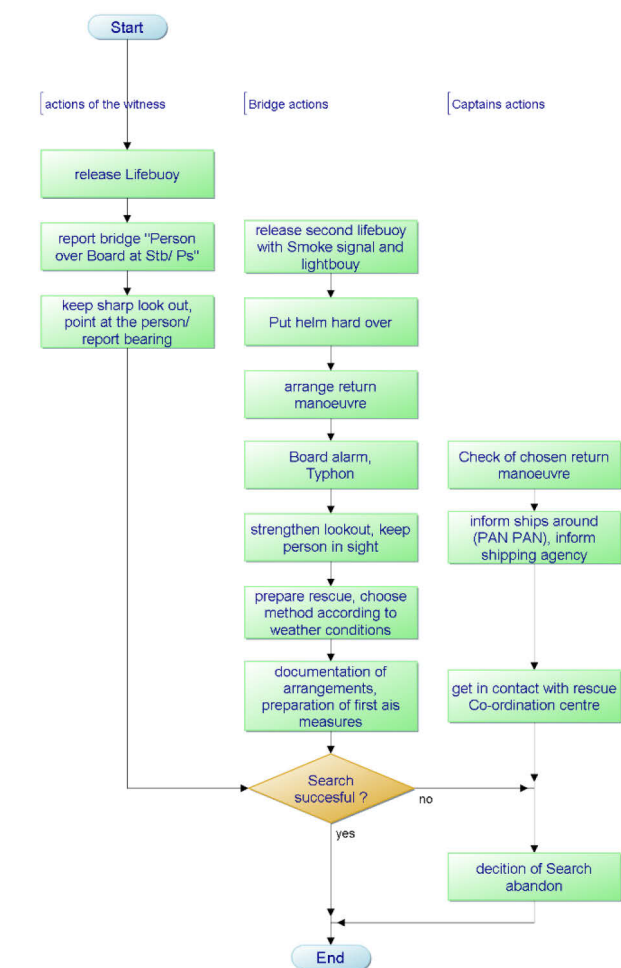 Start
actions of the witness
Bridge actions
Captains actions
release Lifebuoy
report bridge "Person
over Board at Stb/ Ps"
keep sharp look out,
point at the person/
report bearing
release second lifebuoy
with Smoke signal and
lightbouy
Put helm hard over
arrange return
manoeuvre
Board alarm,
Typhon
strengthen lookout, keep
person in sight
prepare rescue, choose
method according to
weather conditions
documentation of
arrangements,
preparation of first ais
measures
Check of chosen return
manoeuvre
inform ships around
(PAN PAN), inform
shipping agency
get in contact with rescue
Co-ordination centre
Search
succesful ?
no
yes
decition of Search
abandon
End